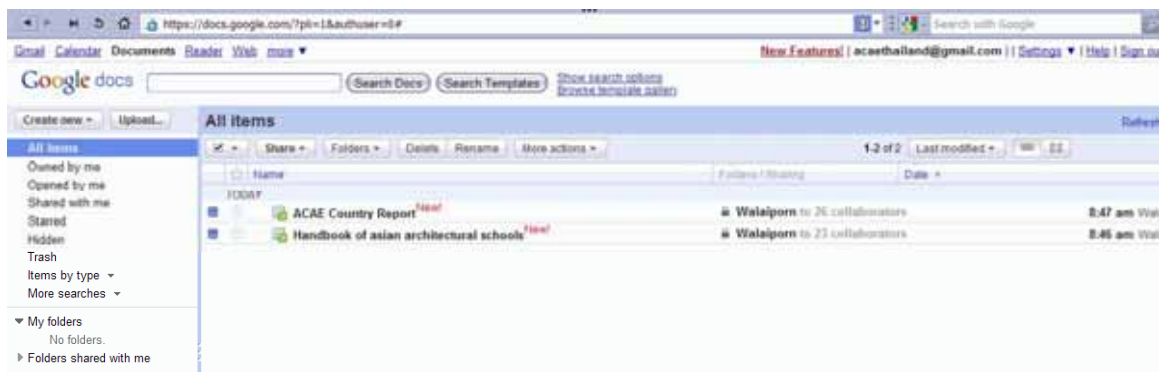 https://docs.google.com/?pli=1&authuser=0# Search with Google
Gmail Calendar Documents Reader Web more ▼ New Features! | acaethailand@gmail.com | Settings ▼ | Help | Sign ou
Google docs Search Docs Search Templates Show search options
Browse template gallery
Create new Upload... All items Refresh
All items Share Folders Delete Rename More actions 1-2 of 2 Last modified
Owned by me Name Folders / Sharing Date
Opened by me
TODAY
Shared with me ACAE Country Report New! Walaiporn to 26 collaborators 8:47 am Wal
Starred
Hidden Handbook of asian architectural schools New! Walaiporn to 23 collaborators 8:46 am Wal
Trash
Items by type
More searches
My folders
No folders.
Folders shared with me